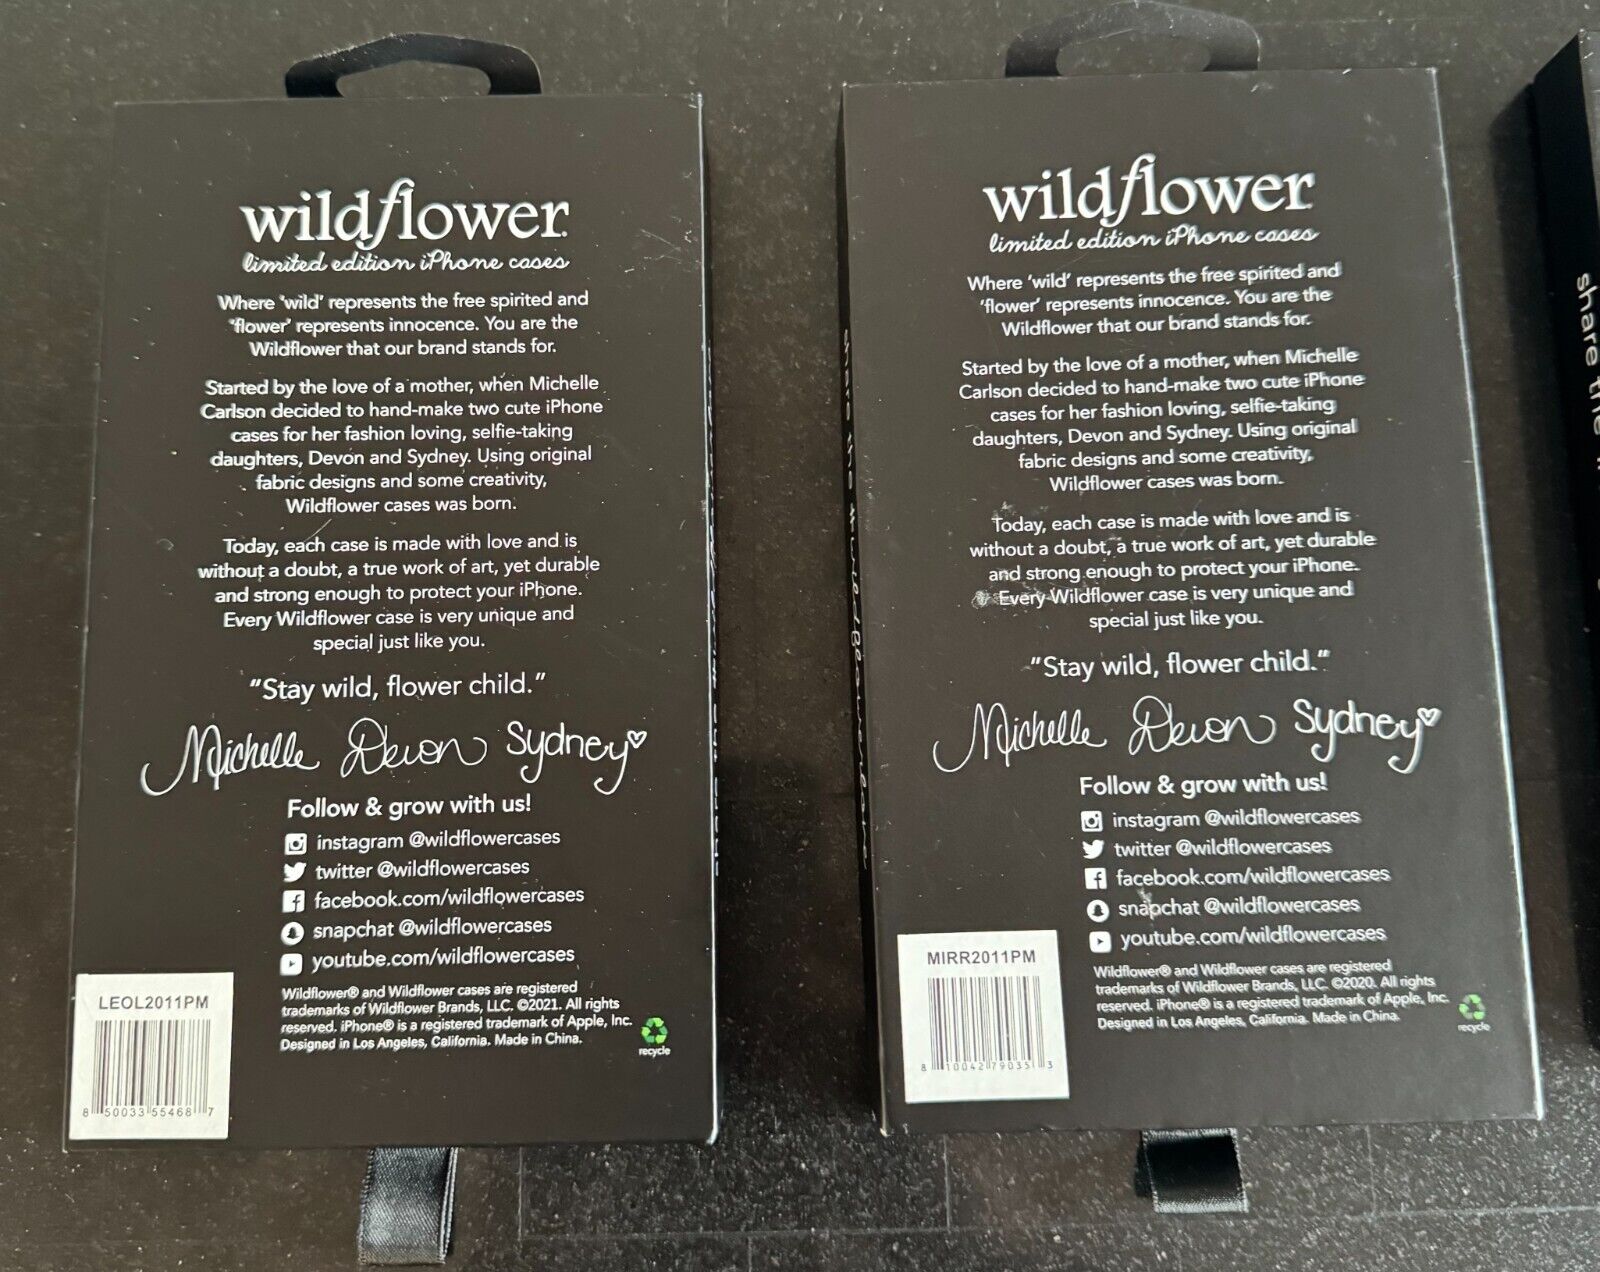 wildflower
limited edition iPhone cases
Where 'wild' represents the free spirited and
'flower' represents innocence. You are the
Wildflower that our brand stands for.
Started by the love of a mother, when Michelle
Carlson decided to hand-make two cute iPhone
cases for her fashion loving, selfie-taking
daughters, Devon and Sydney. Using original
fabric designs and some creativity,
Wildflower cases was born.
Today, each case is made with love and is
without a doubt, a true work of art, yet durable
and strong enough to protect your iPhone.
Every Wildflower case is very unique and
special just like you.
"Stay wild, flower child."
Michelle Devon Sydney
Follow & grow with us!
instagram @wildflowercases
twitter @wildflowercases
facebook.com/wildflowercases
snapchat @wildflowercases
youtube.com/wildflowercases
Wildflower® and Wildflower cases are registered
trademarks of Wildflower Brands, LLC. ©2021. All rights
reserved. iPhone® is a registered trademark of Apple, Inc.
Designed in Los Angeles, California. Made in China.
recycle
LEOL2011PM
8 50033 55468 7
wildflower
limited edition iPhone cases
Where 'wild' represents the free spirited and
'flower' represents innocence. You are the
Wildflower that our brand stands for.
Started by the love of a mother, when Michelle
Carlson decided to hand-make two cute iPhone
cases for her fashion loving, selfie-taking
daughters, Devon and Sydney. Using original
fabric designs and some creativity,
Wildflower cases was born.
Today, each case is made with love and is
without a doubt, a true work of art, yet durable
and strong enough to protect your iPhone.
Every Wildflower case is very unique and
special just like you.
"Stay wild, flower child."
Michelle Devon Sydney
Follow & grow with us!
instagram @wildflowercases
twitter @wildflowercases
facebook.com/wildflowercases
snapchat @wildflowercases
youtube.com/wildflowercases
Wildflower® and Wildflower cases are registered
trademarks of Wildflower Brands, LLC. ©2020. All rights
reserved. iPhone® is a registered trademark of Apple, Inc.
Designed in Los Angeles, California. Made in China.
recycle
MIRR2011PM
8 10042 79035 3
share the #wildflowerlove
share the